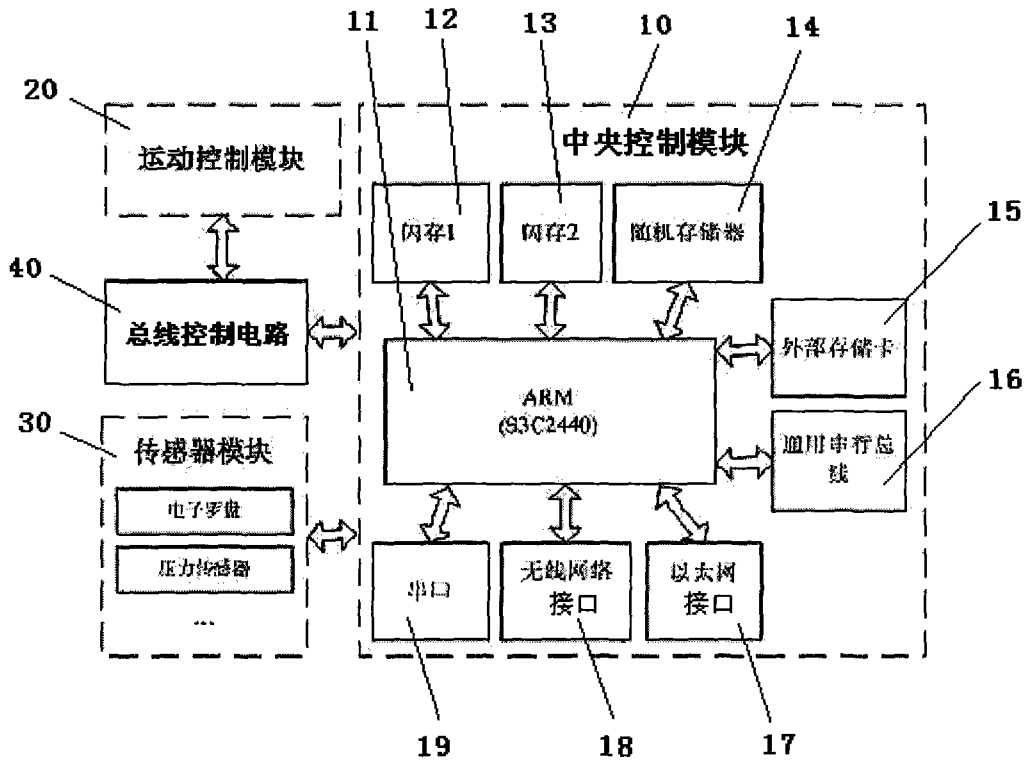 11
12
13
10
14
20
运动控制模块
中央控制模块
闪存1
闪存2
随机存储器
15
40
总线控制电路
外部存储卡
ARM
(S3C2440)
16
30
传感器模块
通用串行总
线
电子罗盘
压力传感器
...
串口
无线网络
接口
以太网
接口
19
18
17